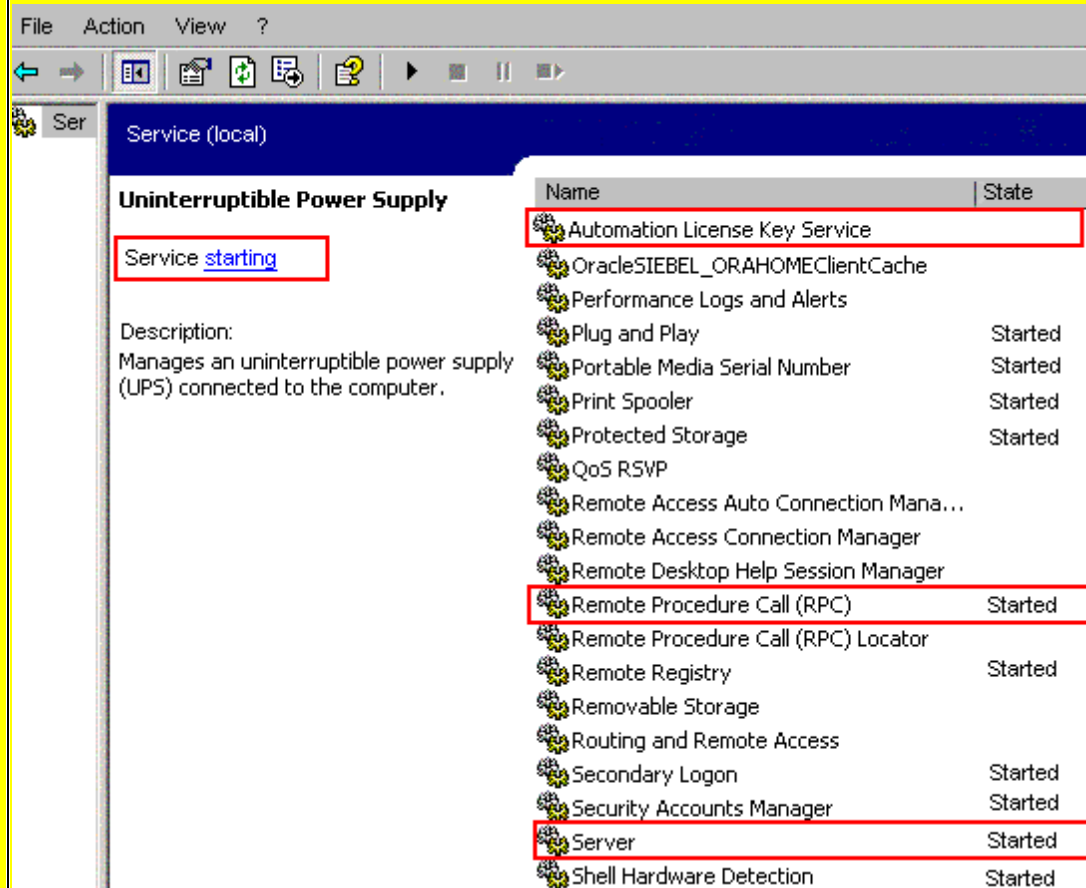 File Action View ?
Ser
Service (local)
Uninterruptible Power Supply
Service starting
Description:
Manages an uninterruptible power supply
(UPS) connected to the computer.
Name State
Automation License Key Service
OracleSIEBEL_ORAHOMEClientCache
Performance Logs and Alerts
Plug and Play Started
Portable Media Serial Number Started
Print Spooler Started
Protected Storage Started
QoS RSVP
Remote Access Auto Connection Mana...
Remote Access Connection Manager
Remote Desktop Help Session Manager
Remote Procedure Call (RPC) Started
Remote Procedure Call (RPC) Locator
Remote Registry Started
Removable Storage
Routing and Remote Access
Secondary Logon Started
Security Accounts Manager Started
Server Started
Shell Hardware Detection Started